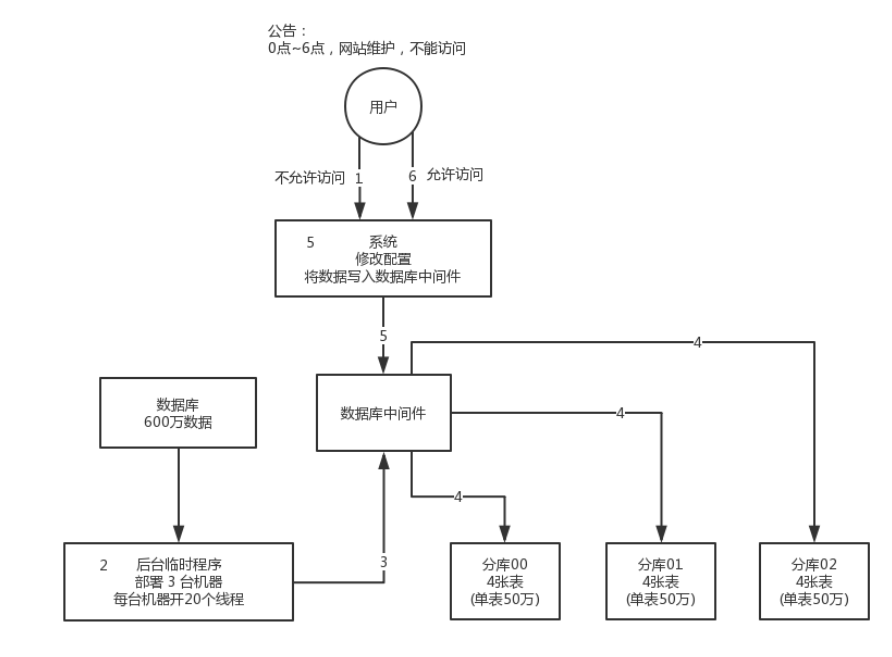 公告：
0点~6点，网站维护，不能访问
用户
不允许访问 1
6 允许访问
5 系统
修改配置
将数据写入数据库中间件
5
4
数据库
600万数据
数据库中间件
4
4
3
2 后台临时程序
部署 3 台机器
每台机器开20个线程
分库00
4张表
(单表50万)
分库01
4张表
(单表50万)
分库02
4张表
(单表50万)